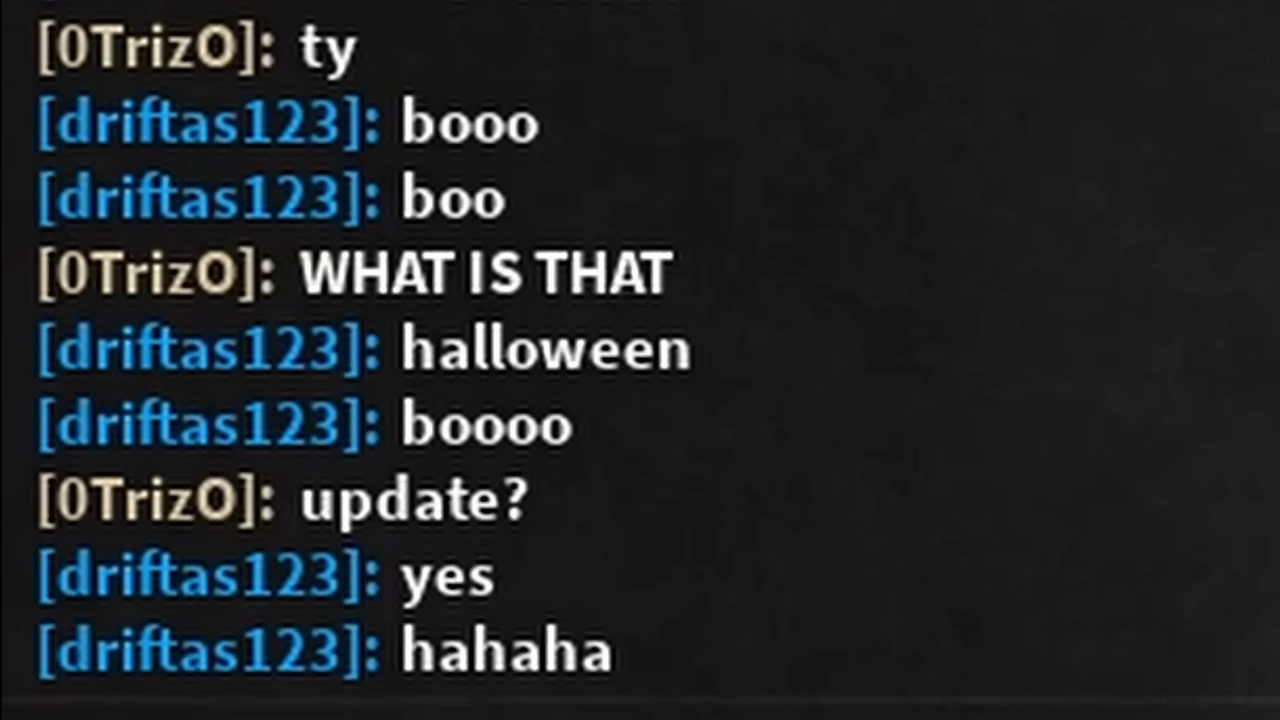 [0TrizO]: ty
[driftas123]: booo
[driftas123]: boo
[0TrizO]: WHAT IS THAT
[driftas123]: halloween
[driftas123]: boooo
[0TrizO]: update?
[driftas123]: yes
[driftas123]: hahaha